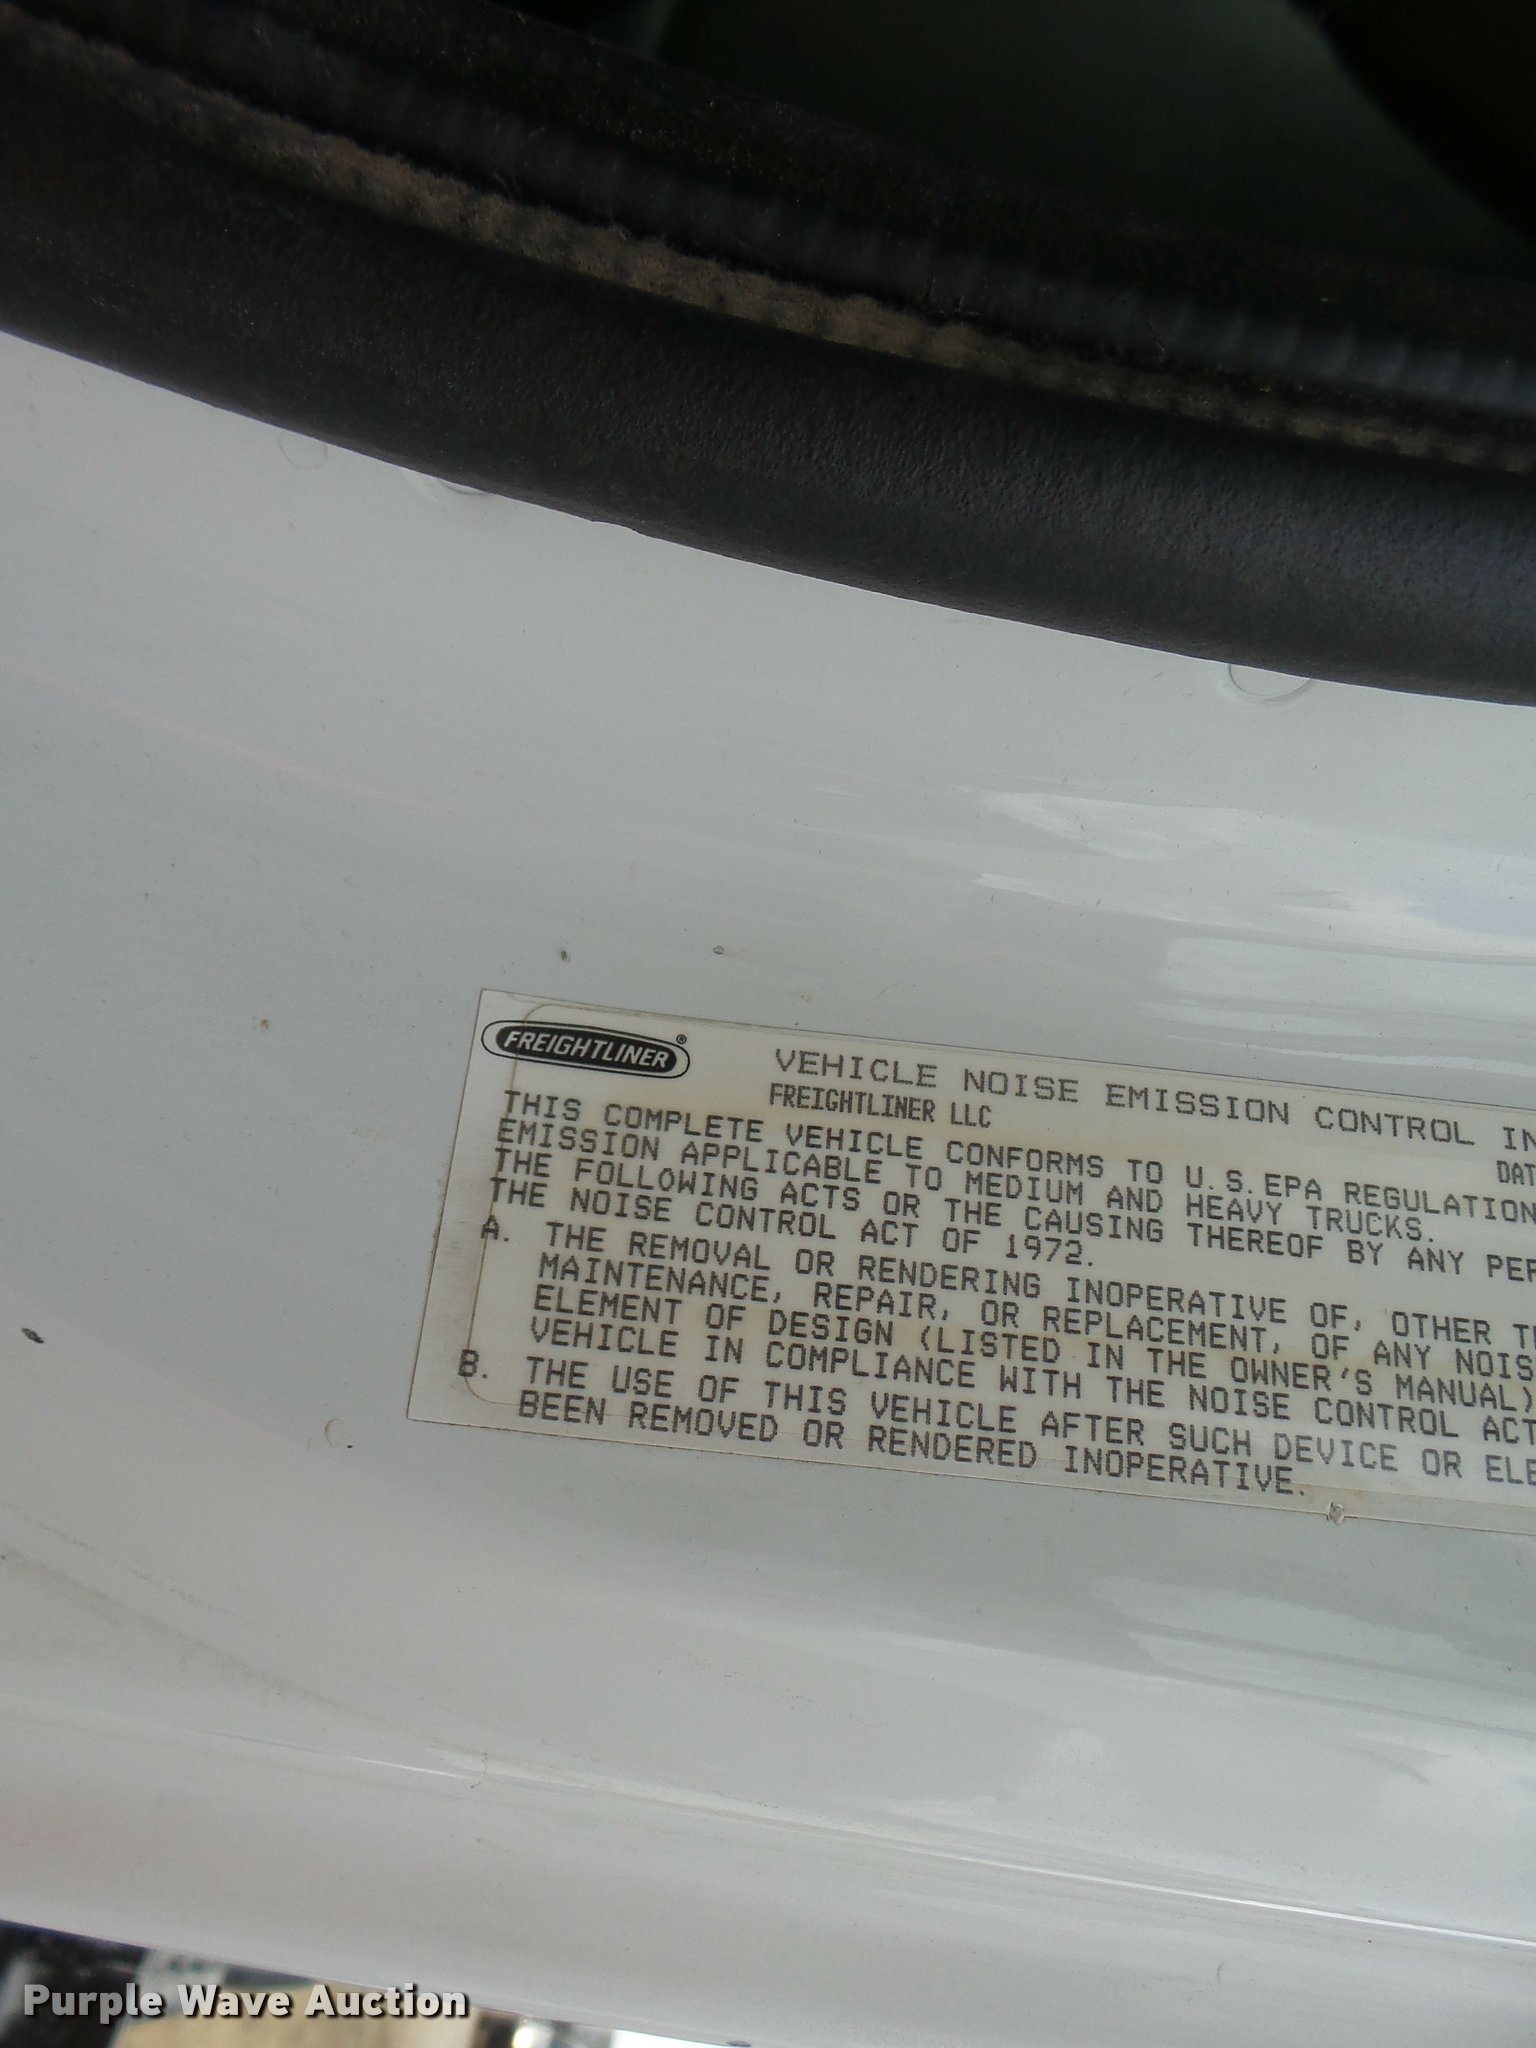 FREIGHTLINER®
VEHICLE NOISE EMISSION CONTROL IN
FREIGHTLINER LLC
DAT
THIS COMPLETE VEHICLE CONFORMS TO U.S.EPA REGULATION
EMISSION APPLICABLE TO MEDIUM AND HEAVY TRUCKS.
THE FOLLOWING ACTS OR THE CAUSING THEREOF BY ANY PER
THE NOISE CONTROL ACT OF 1972.
A. THE REMOVAL OR RENDERING INOPERATIVE OF, OTHER T
MAINTENANCE, REPAIR, OR REPLACEMENT, OF ANY NOIS
ELEMENT OF DESIGN (LISTED IN THE OWNER'S MANUAL)
VEHICLE IN COMPLIANCE WITH THE NOISE CONTROL ACT
B. THE USE OF THIS VEHICLE AFTER SUCH DEVICE OR ELE
BEEN REMOVED OR RENDERED INOPERATIVE.
Purple Wave Auction